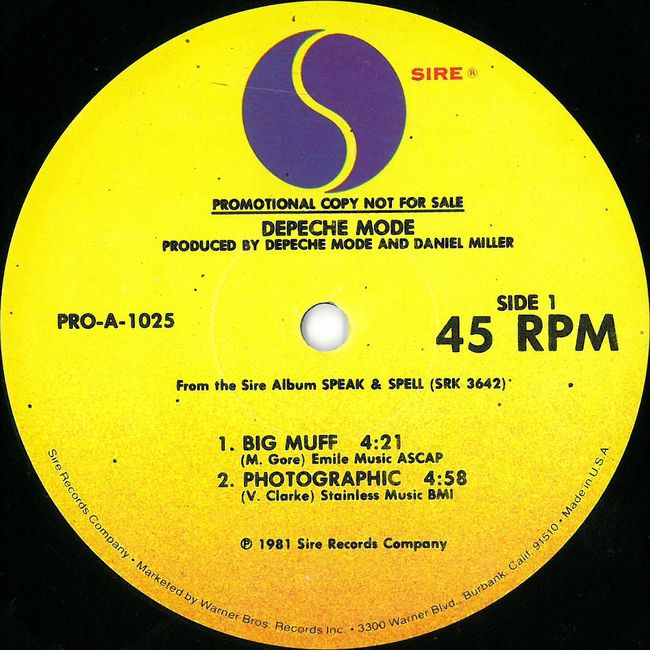 SIRE ®
PROMOTIONAL COPY NOT FOR SALE
DEPECHE MODE
PRODUCED BY DEPECHE MODE AND DANIEL MILLER
PRO-A-1025
SIDE 1
45 RPM
From the Sire Album SPEAK & SPELL (SRK 3642)
1. BIG MUFF 4:21
(M. Gore) Emile Music ASCAP
2. PHOTOGRAPHIC 4:58
(V. Clarke) Stainless Music BMI
℗ 1981 Sire Records Company
Sire Records Company • Marketed by Warner Bros. Records Inc. • 3300 Warner Blvd., Burbank, Calif. 91510 • Made in U.S.A.